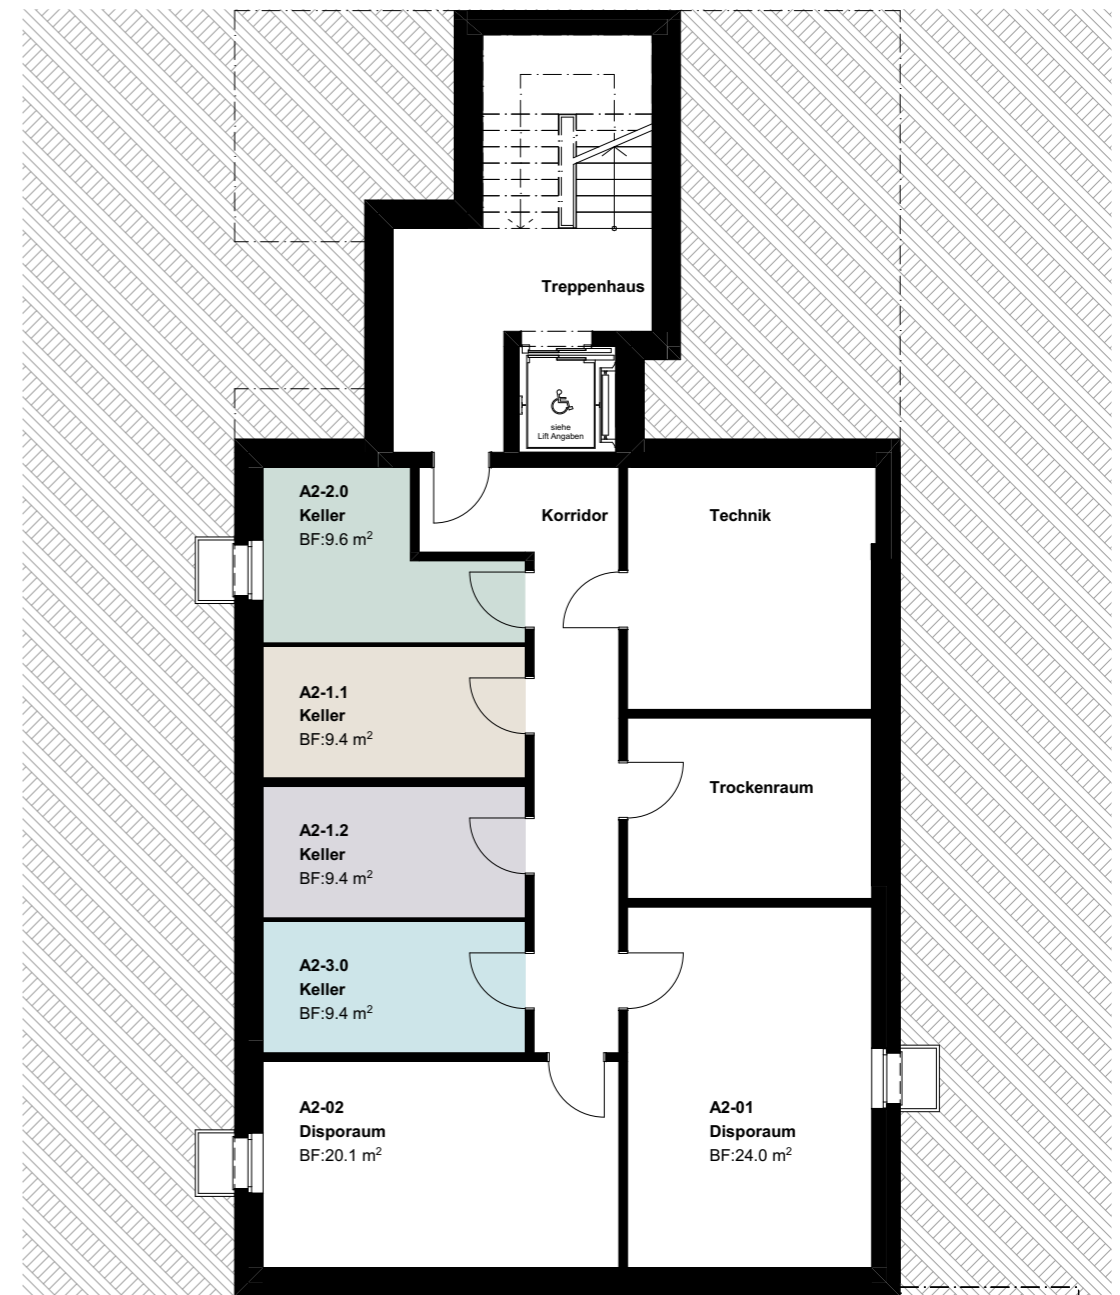 Treppenhaus
siehe
Lift Angaben
A2-2.0
Keller
BF:9.6 m²
Korridor
Technik
A2-1.1
Keller
BF:9.4 m²
Trockenraum
A2-1.2
Keller
BF:9.4 m²
A2-3.0
Keller
BF:9.4 m²
A2-02
Disporaum
BF:20.1 m²
A2-01
Disporaum
BF:24.0 m²